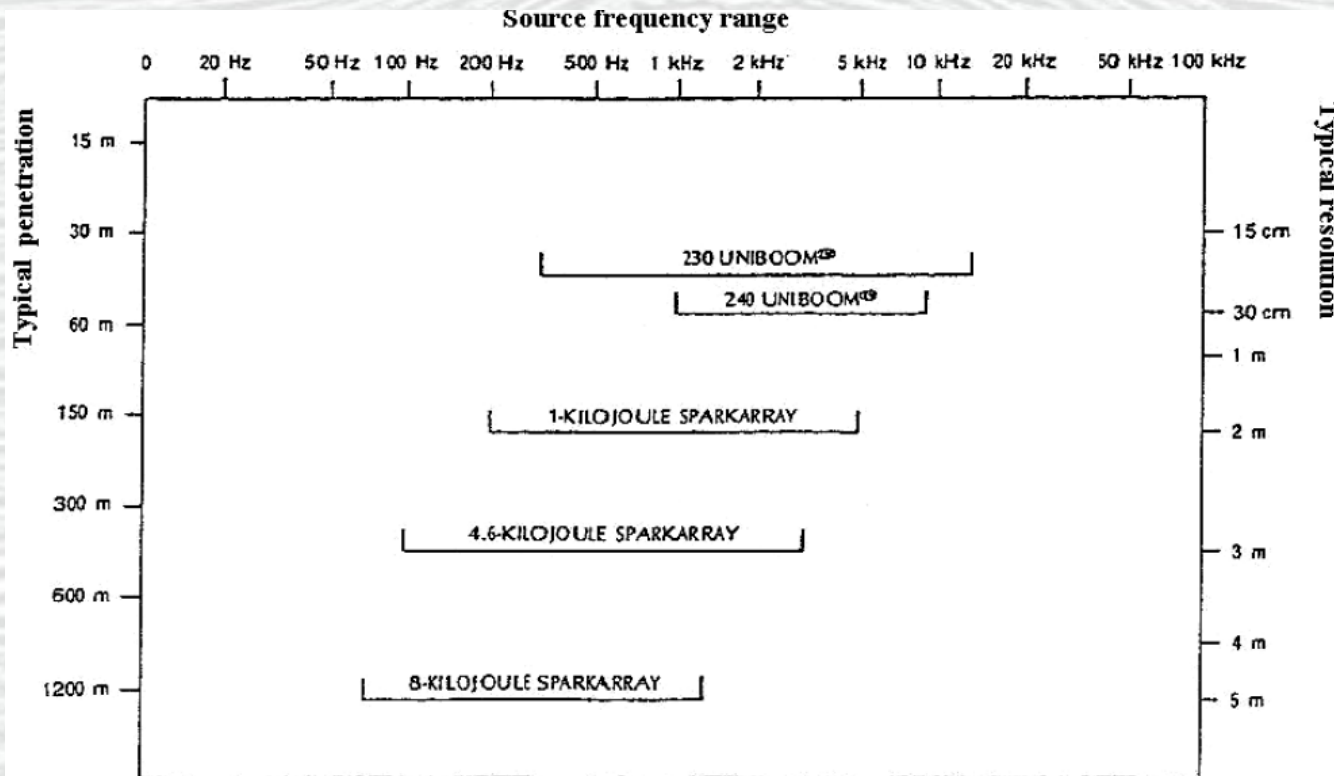 Source frequency range
0 20 Hz 50 Hz 100 Hz 200 Hz 500 Hz 1 kHz 2 kHz 5 kHz 10 kHz 20 kHz 50 kHz 100 kHz
Typical penetration
15 m
30 m
60 m
150 m
300 m
600 m
1200 m
230 UNIBOOM
240 UNIBOOM
1-KILOJOULE SPARKARRAY
4.6-KILOJOULE SPARKARRAY
8-KILOJOULE SPARKARRAY
Typical resolution
15 cm
30 cm
1 m
2 m
3 m
4 m
5 m